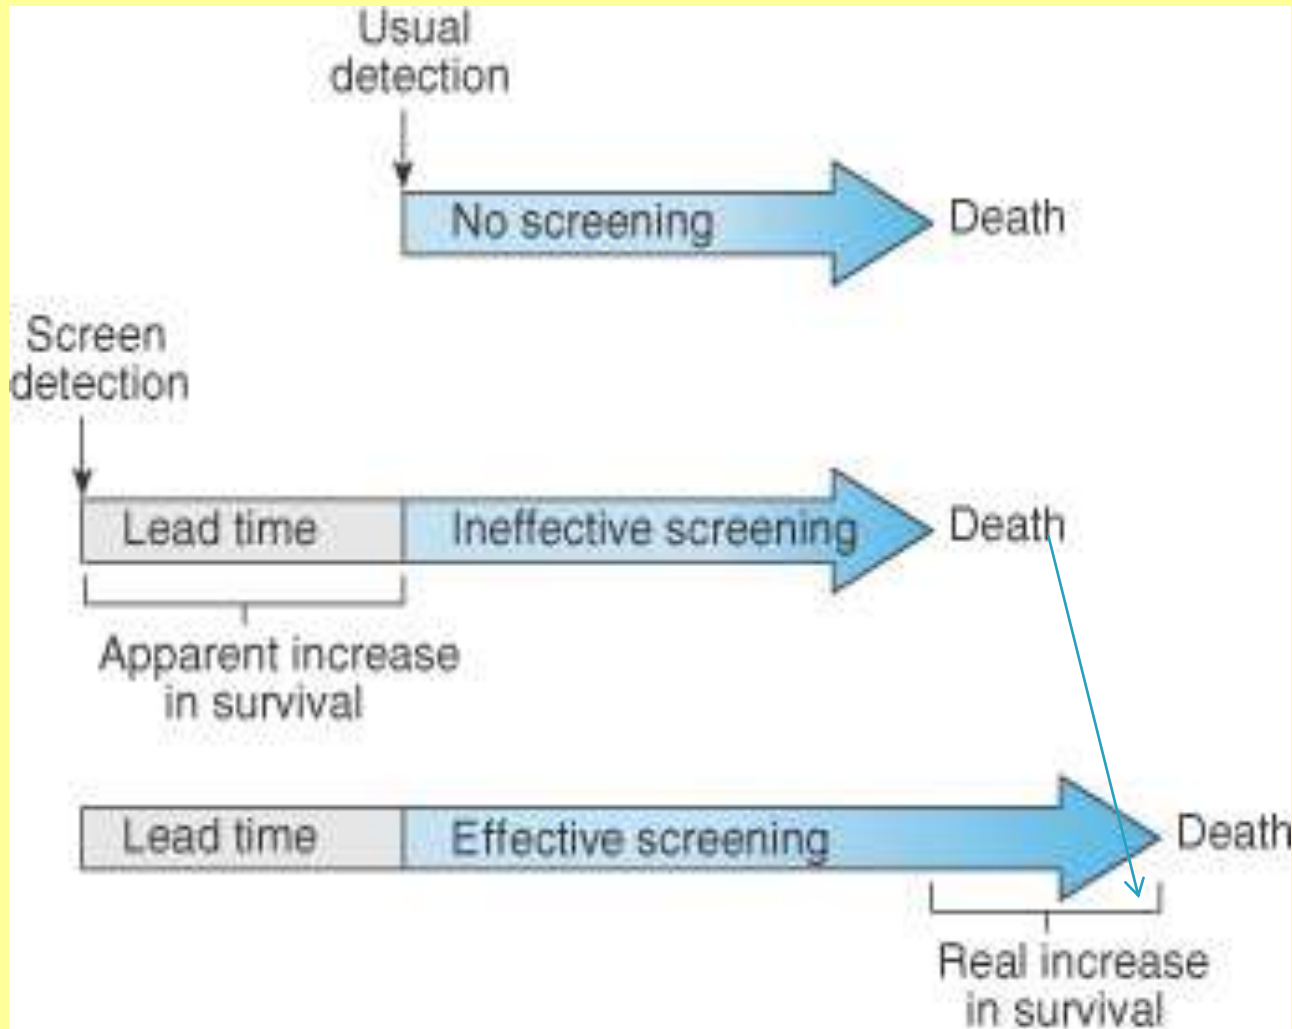 Usual
detection
No screening
Death
Screen
detection
Lead time
Ineffective screening
Death
Apparent increase
in survival
Lead time
Effective screening
Death
Real increase
in survival